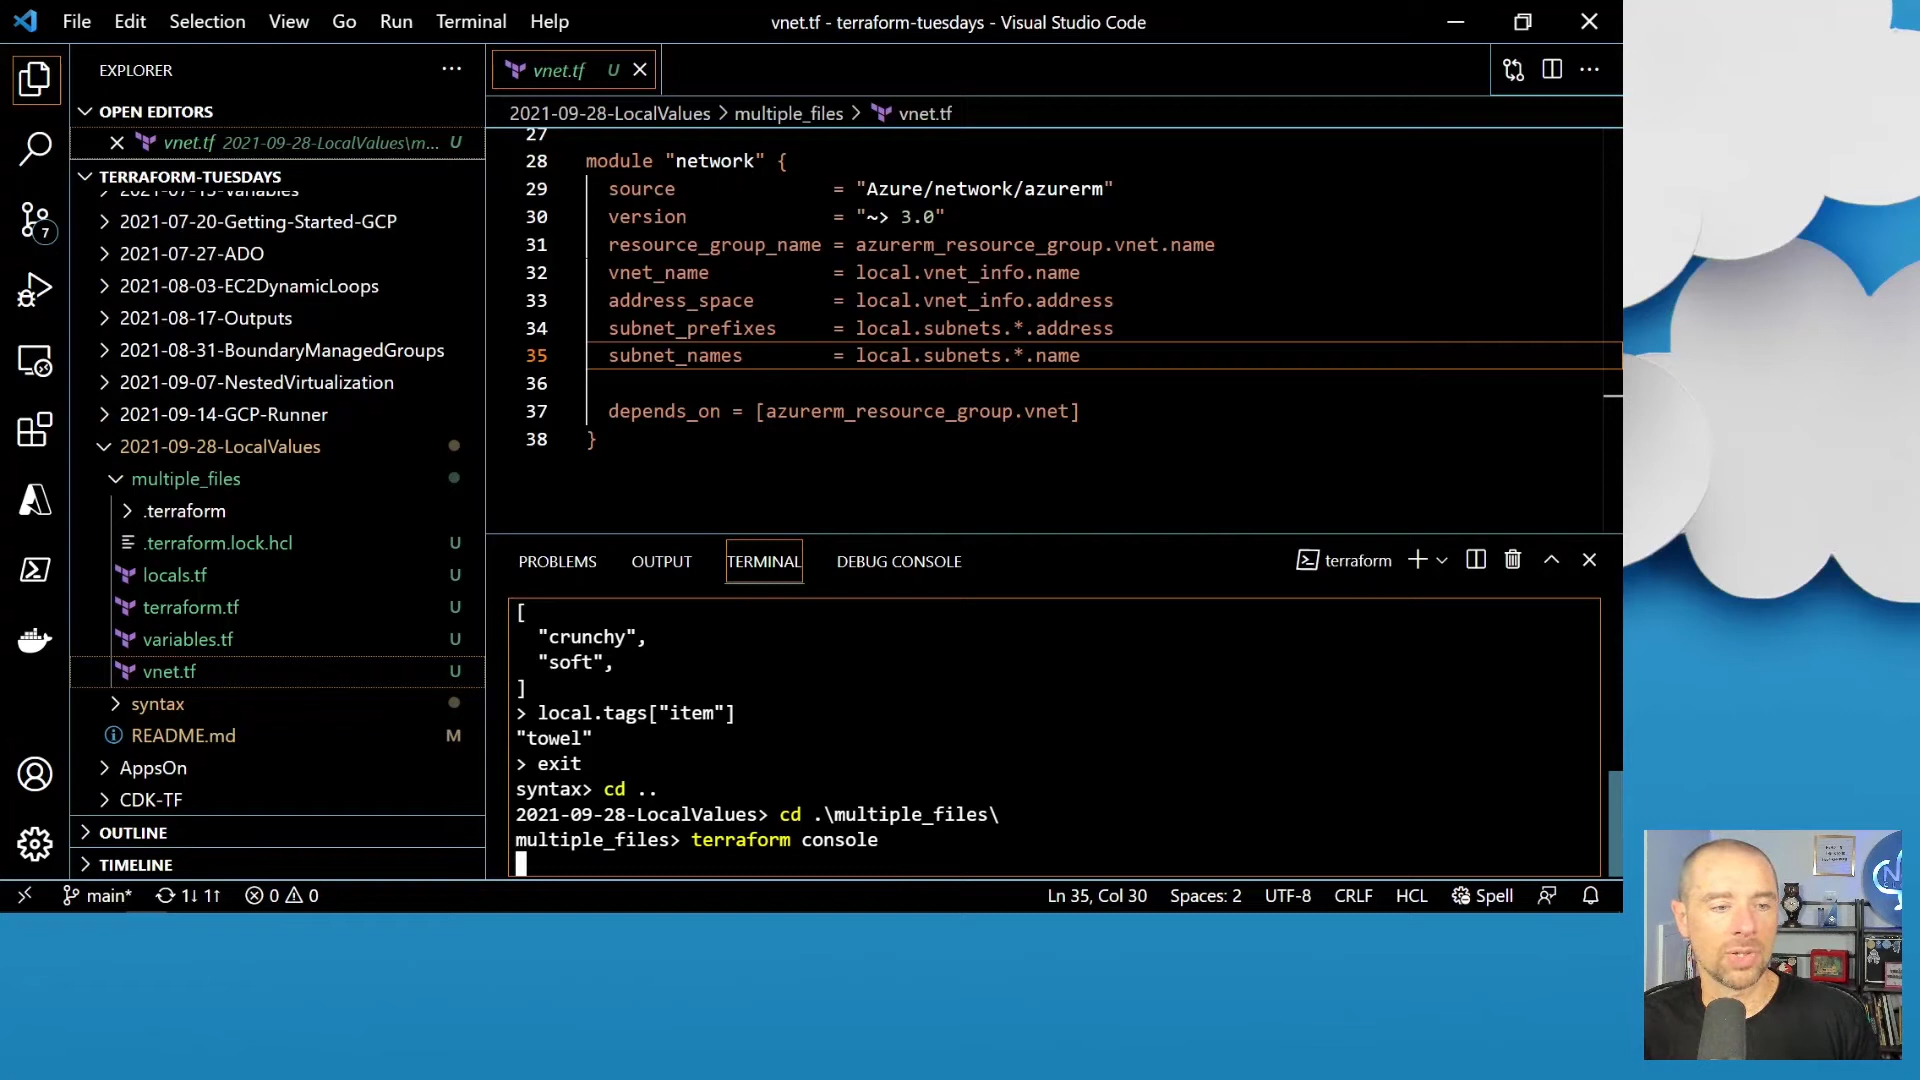 File Edit Selection View Go Run Terminal Help
vnet.tf - terraform-tuesdays - Visual Studio Code
EXPLORER
OPEN EDITORS
vnet.tf 2021-09-28-LocalValues\m... U
TERRAFORM-TUESDAYS
2021-07-13-Variables
2021-07-20-Getting-Started-GCP
2021-07-27-ADO
2021-08-03-EC2DynamicLoops
2021-08-17-Outputs
2021-08-31-BoundaryManagedGroups
2021-09-07-NestedVirtualization
2021-09-14-GCP-Runner
2021-09-28-LocalValues
multiple_files
.terraform
.terraform.lock.hcl U
locals.tf U
terraform.tf U
variables.tf U
vnet.tf U
syntax
README.md M
AppsOn
CDK-TF
OUTLINE
TIMELINE
7
vnet.tf U
2021-09-28-LocalValues > multiple_files > vnet.tf
27
28 module "network" {
29 source = "Azure/network/azurerm"
30 version = "~> 3.0"
31 resource_group_name = azurerm_resource_group.vnet.name
32 vnet_name = local.vnet_info.name
33 address_space = local.vnet_info.address
34 subnet_prefixes = local.subnets.*.address
35 subnet_names = local.subnets.*.name
36
37 depends_on = [azurerm_resource_group.vnet]
38 }
PROBLEMS OUTPUT TERMINAL DEBUG CONSOLE
terraform
[
"crunchy",
"soft",
]
> local.tags["item"]
"towel"
> exit
syntax> cd ..
2021-09-28-LocalValues> cd .\multiple_files\
multiple_files> terraform console
main* 1↓ 1↑ 0 0
Ln 35, Col 30 Spaces: 2 UTF-8 CRLF HCL Spell